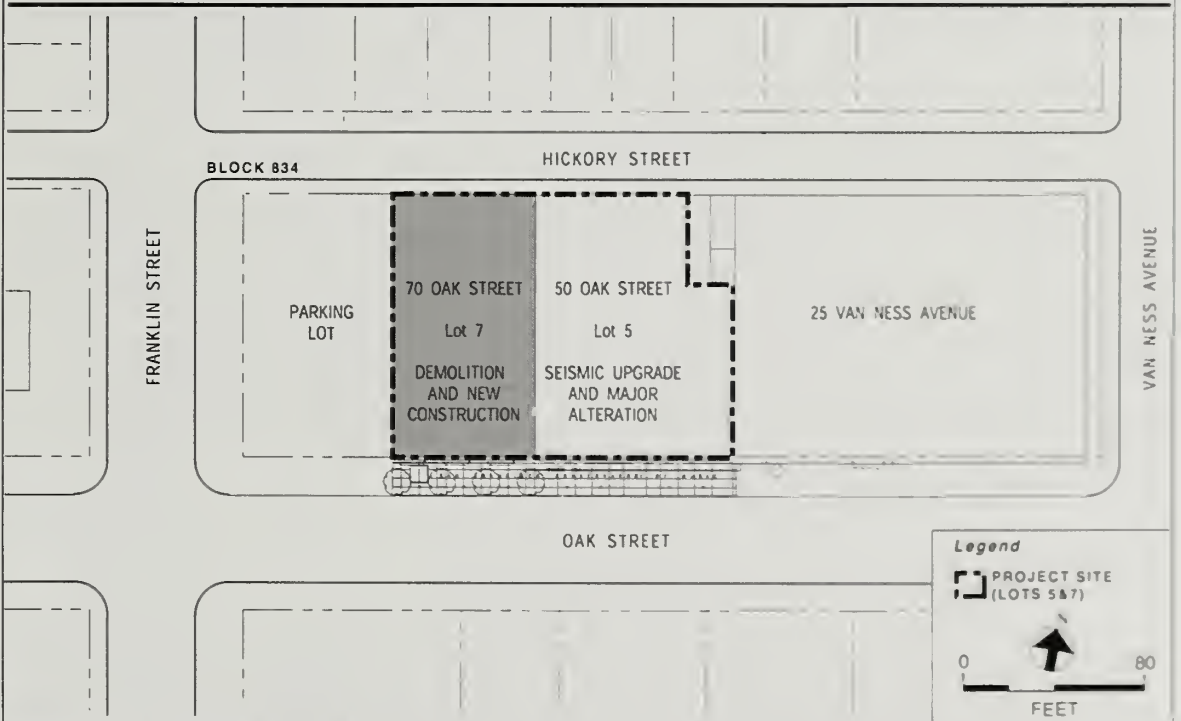 HICKORY STREET
BLOCK 834
FRANKLIN STREET
PARKING
LOT
70 OAK STREET
Lot 7
DEMOLITION
AND NEW
CONSTRUCTION
50 OAK STREET
Lot 5
SEISMIC UPGRADE
AND MAJOR
ALTERATION
25 VAN NESS AVENUE
VAN NESS AVENUE
OAK STREET
Legend
PROJECT SITE
(LOTS 5&7)
0 80
FEET